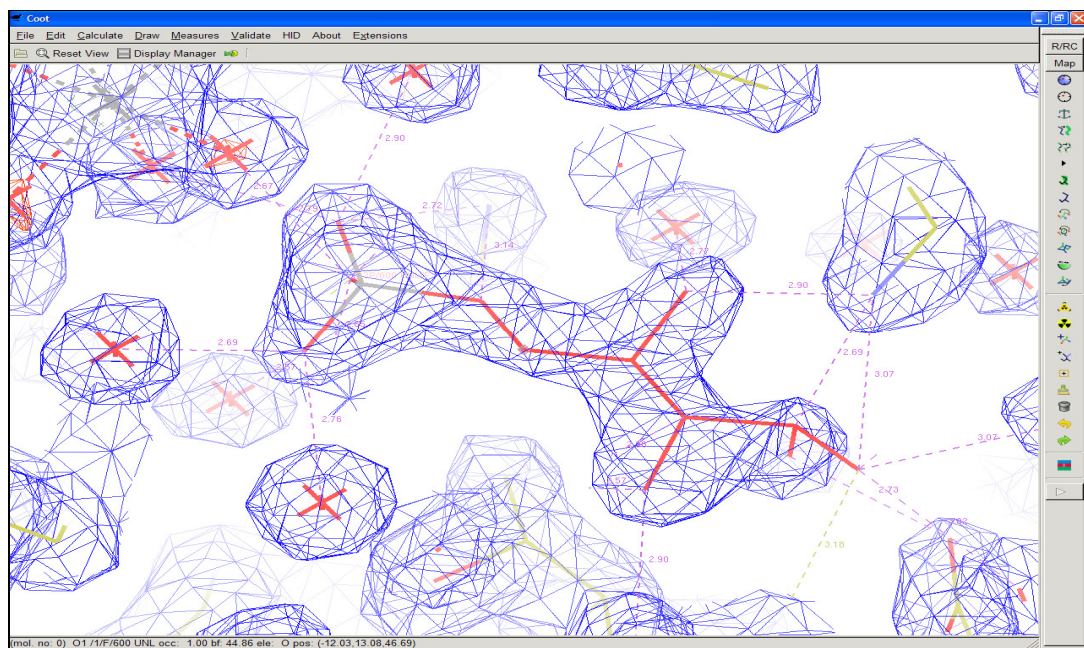 Coot
File Edit Calculate Draw Measures Validate HID About Extensions
Reset View Display Manager
R/RC
Map
2.90
2.67
2.72
3.14
2.77
2.90
2.69
2.69
3.07
2.76
3.07
2.73
3.18
2.90
(mol. no: 0) O1 /1/F/600 UNL occ: 1.00 bf: 44.86 ele: O pos: (-12.03,13.08,46.69)